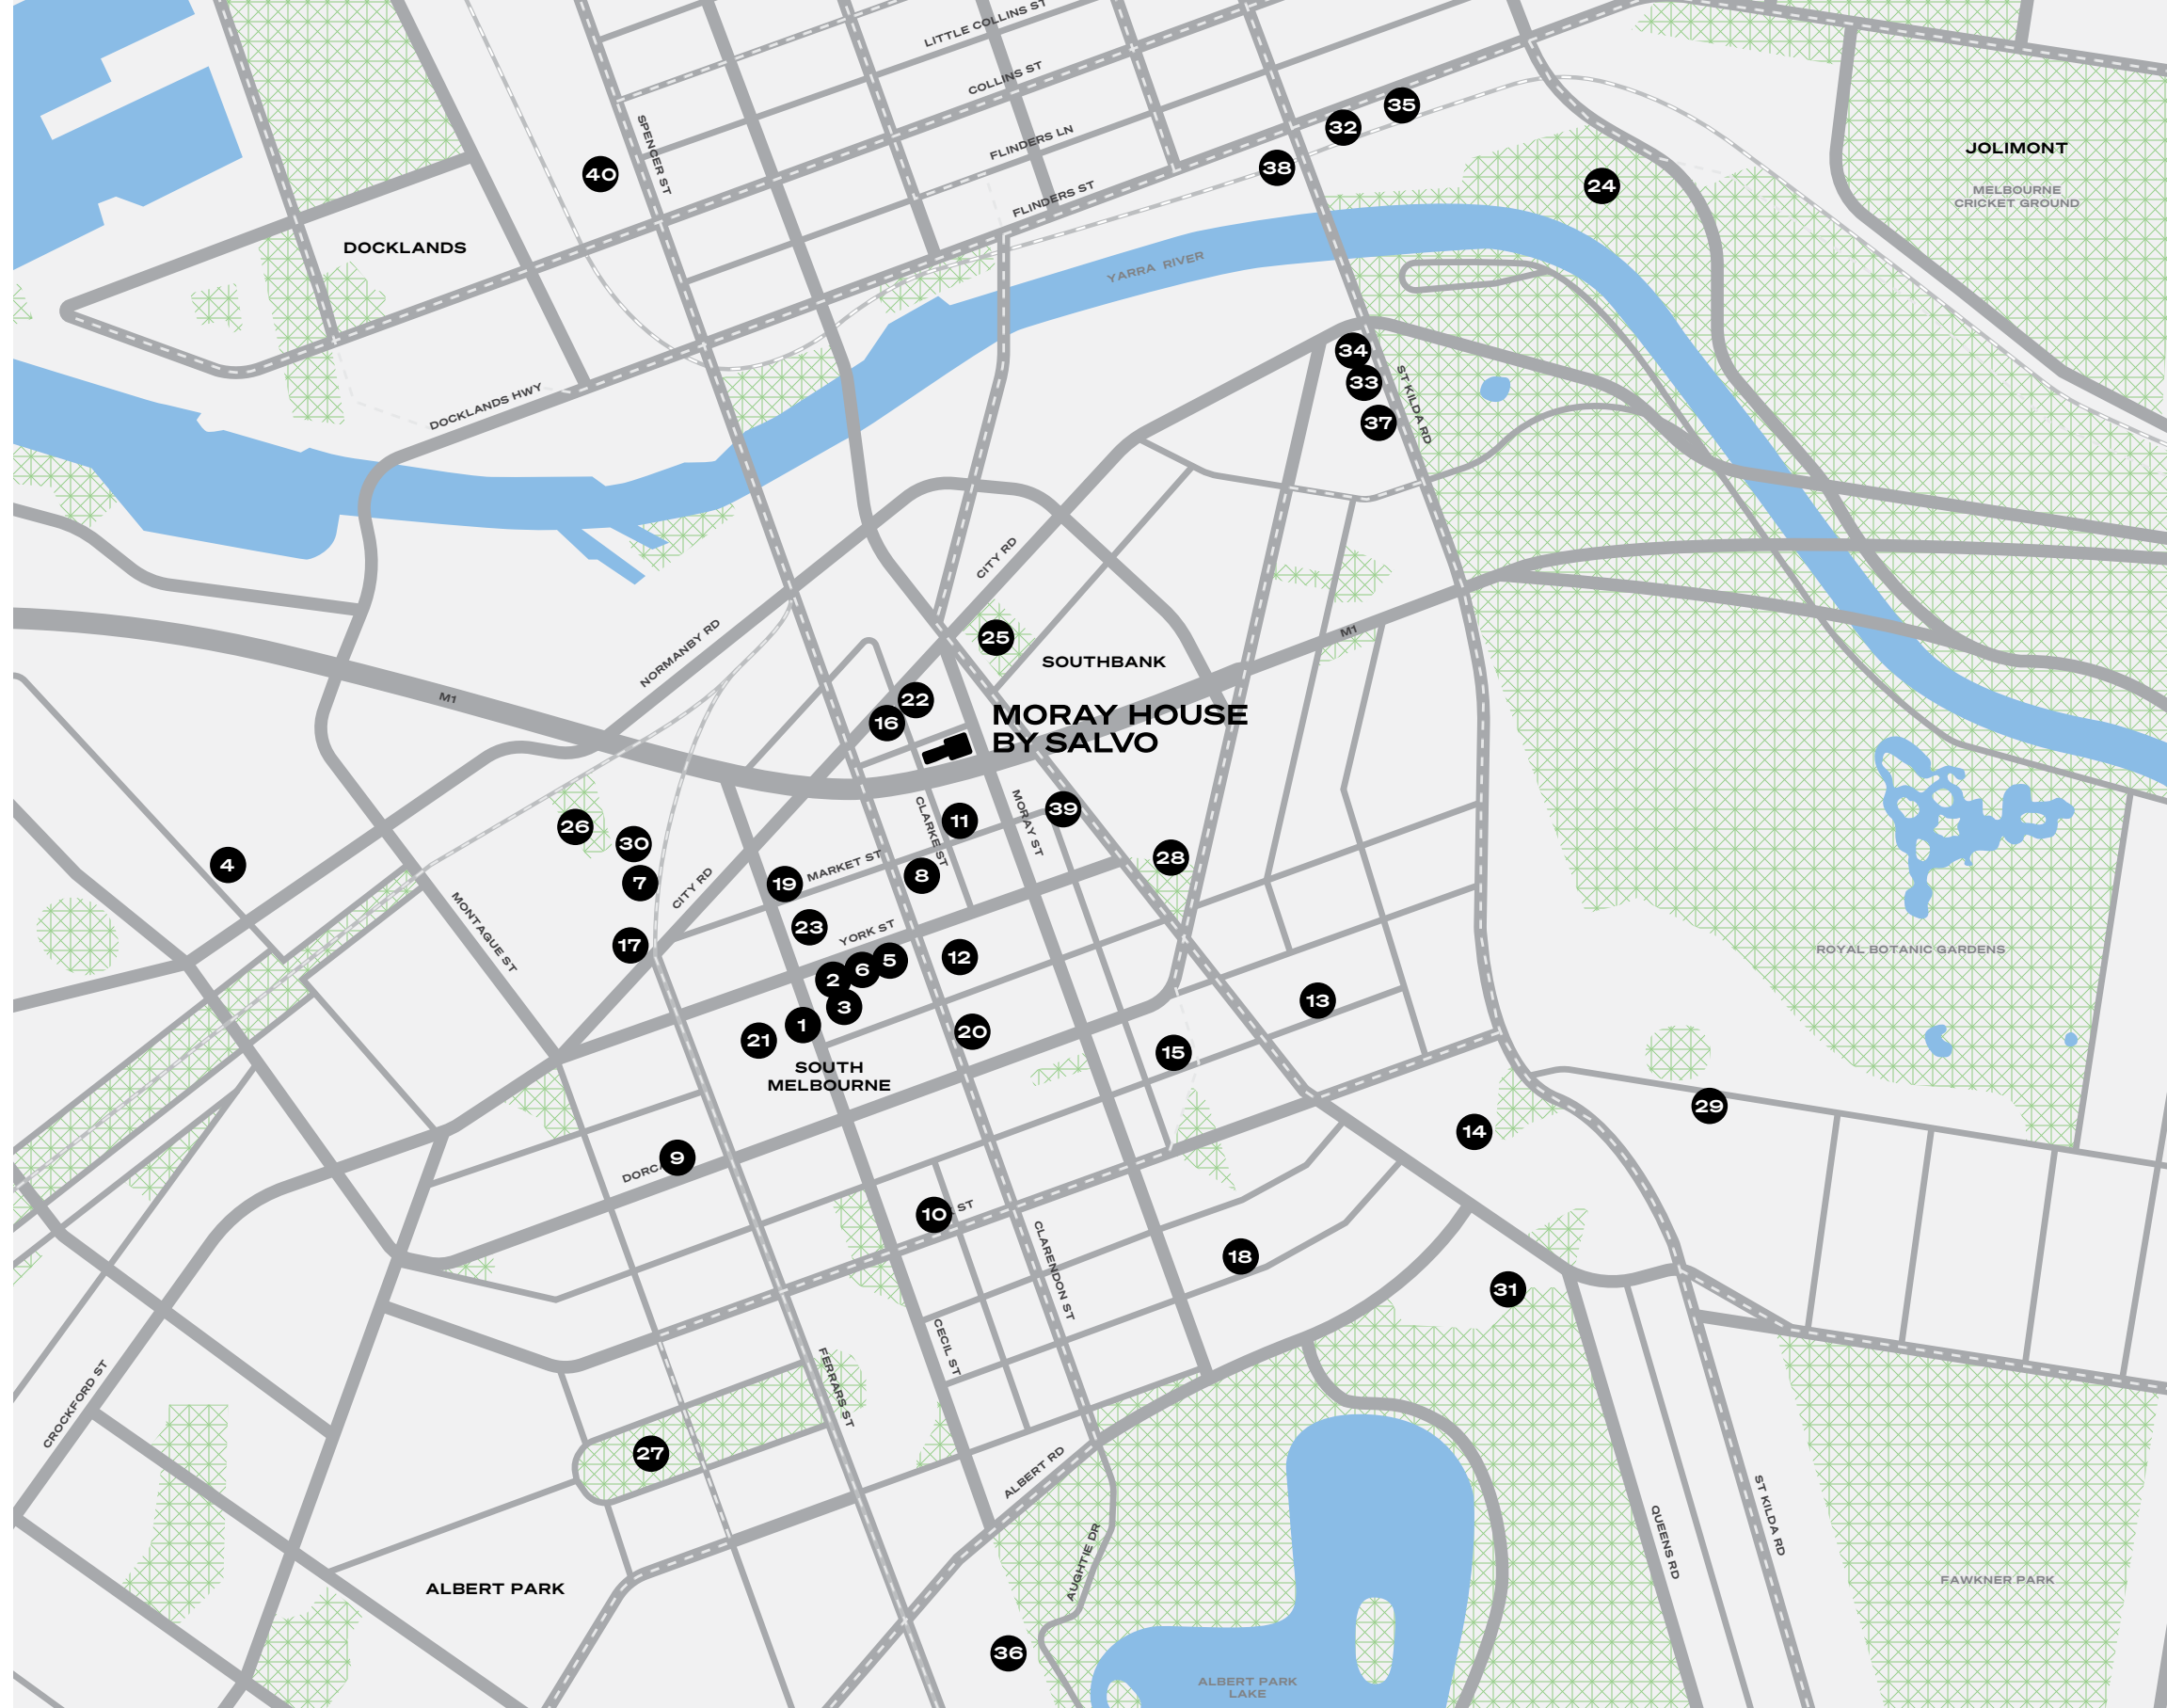 LITTLE COLLINS ST
COLLINS ST
35
32
SPENCER ST
FLINDERS LN
JOLIMONT
38
40
24
MELBOURNE
CRICKET GROUND
FLINDERS ST
DOCKLANDS
YARRA RIVER
34
33
ST KILDA RD
DOCKLANDS HWY
37
CITY RD
M1
25
NORMANBY RD
SOUTHBANK
M1
22
16
MORAY HOUSE
BY SALVO
39
11
MORAY ST
CLARKE ST
26
30
28
4
MARKET ST
8
7
19
CITY RD
MONTAGUE ST
23
YORK ST
17
ROYAL BOTANIC GARDENS
12
5
6
2
13
3
1
20
21
15
SOUTH
MELBOURNE
29
14
9
10
ST
CLARENDON ST
18
31
CECIL ST
FERRARS ST
CROCKFORD ST
27
ALBERT RD
ST KILDA RD
QUEENS RD
AUGHTIE DR
FAWKNER PARK
ALBERT PARK
36
ALBERT PARK
LAKE